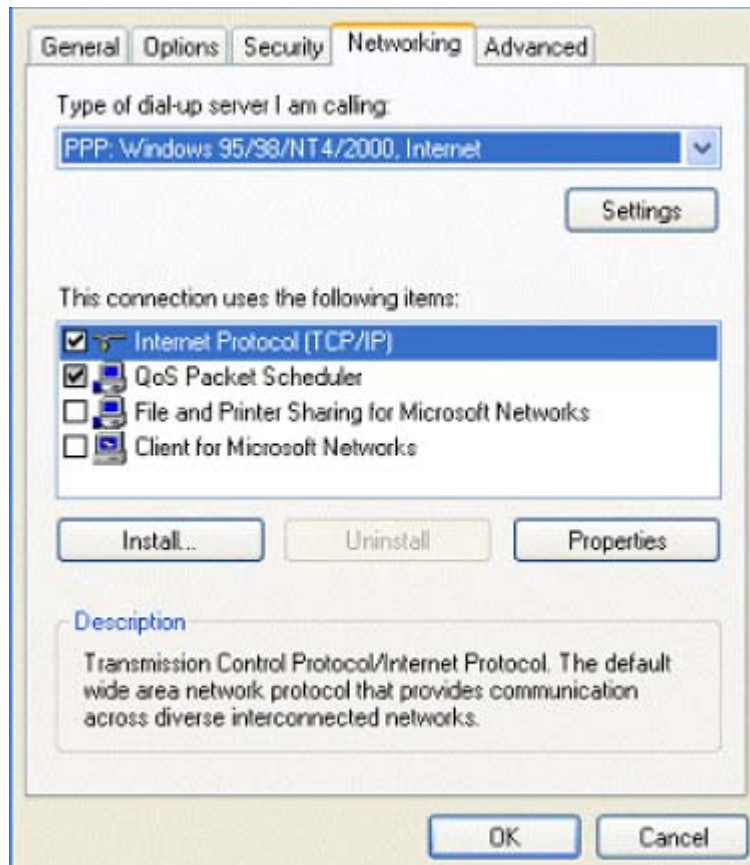 General Options Security Networking Advanced
Type of dial-up server I am calling:
PPP: Windows 95/98/NT4/2000, Internet
Settings
This connection uses the following items:
Internet Protocol (TCP/IP)
QoS Packet Scheduler
File and Printer Sharing for Microsoft Networks
Client for Microsoft Networks
Install... Uninstall Properties
Description
Transmission Control Protocol/Internet Protocol. The default
wide area network protocol that provides communication
across diverse interconnected networks.
OK Cancel